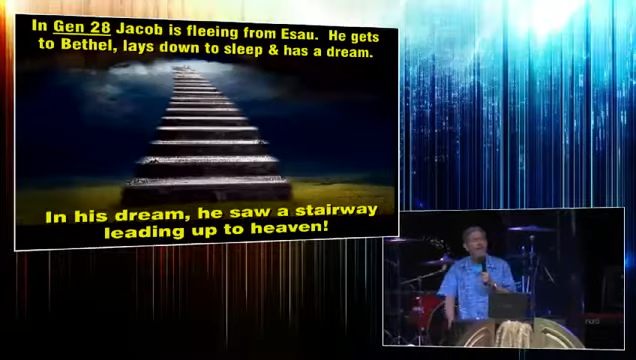 In Gen 28 Jacob is fleeing from Esau. He gets
to Bethel, lays down to sleep & has a dream.
In his dream, he saw a stairway
leading up to heaven!